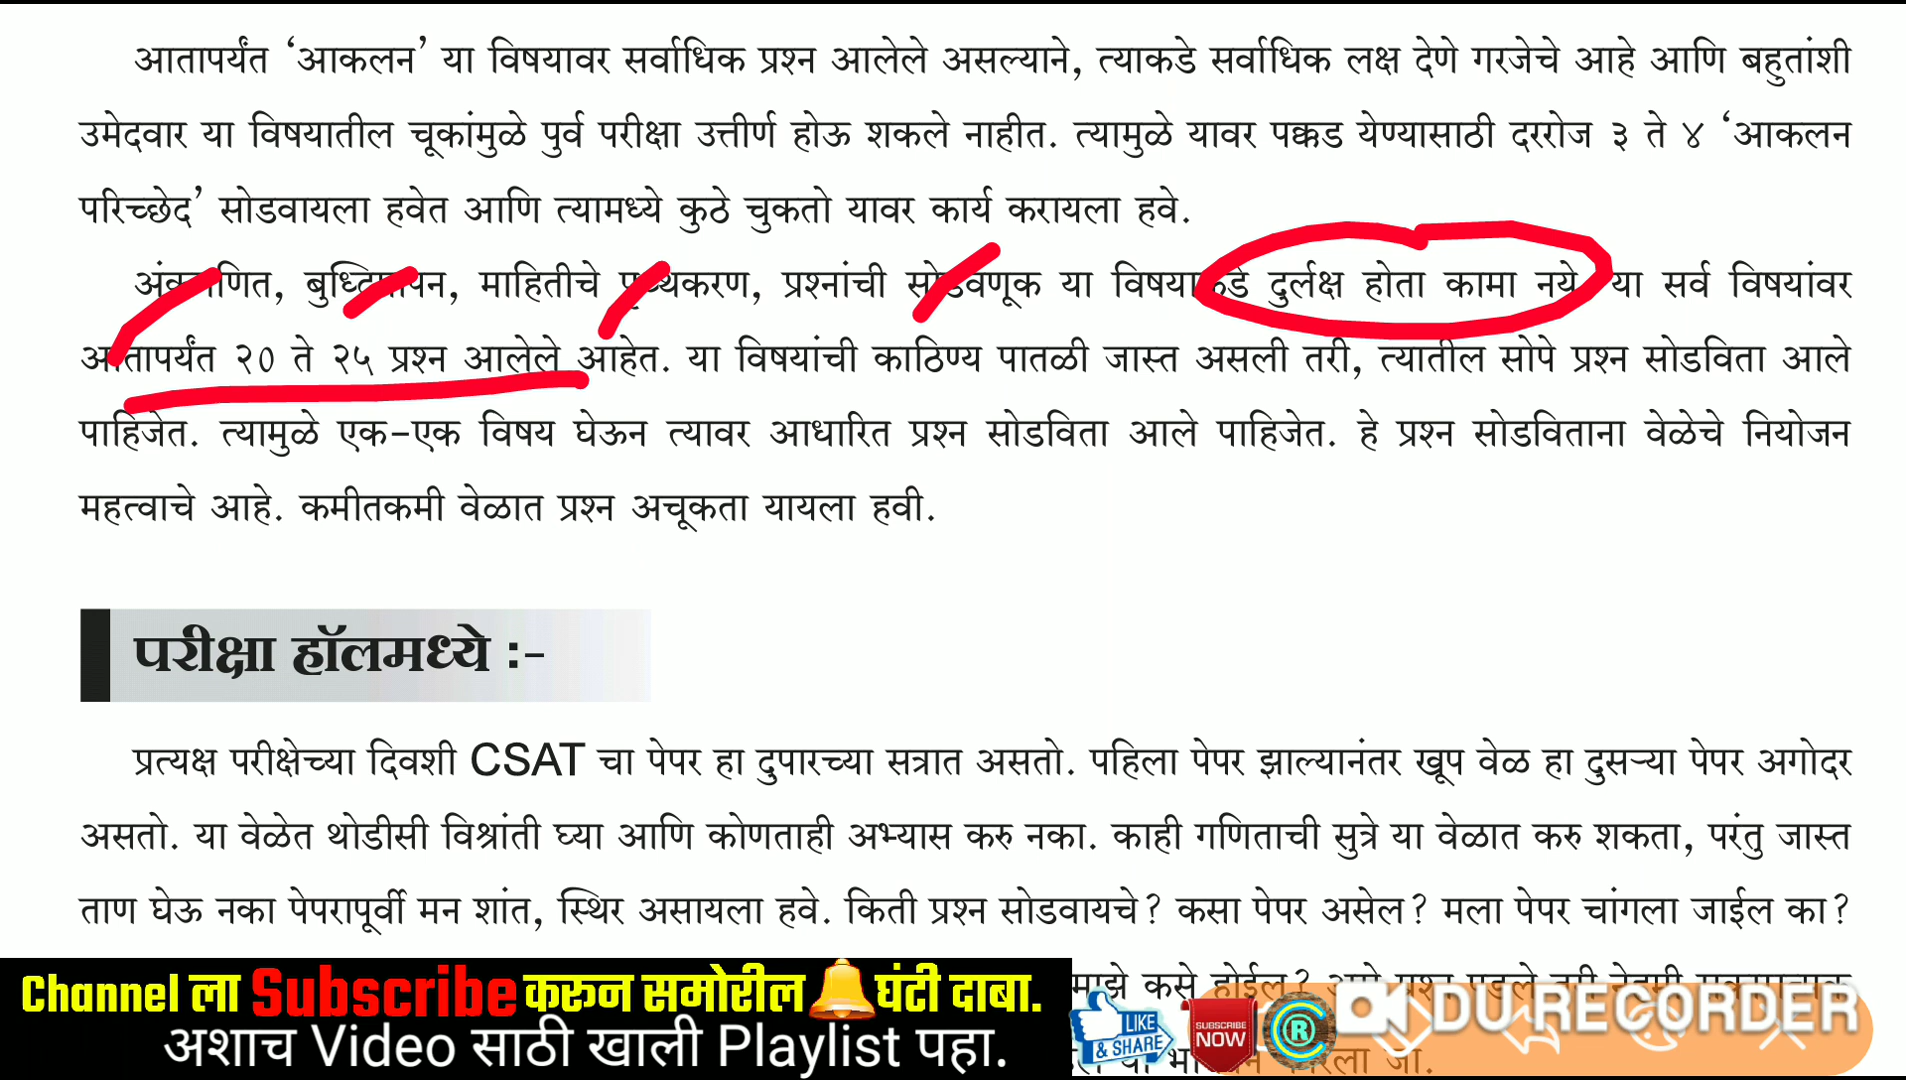 आतापर्यंत ‘आकलन’ या विषयावर सर्वाधिक प्रश्न आलेले असल्याने, त्याकडे सर्वाधिक लक्ष देणे गरजेचे आहे आणि बहुतांशी
उमेदवार या विषयातील चूकांमुळे पुर्व परीक्षा उत्तीर्ण होऊ शकले नाहीत. त्यामुळे यावर पक्कड येण्यासाठी दररोज ३ ते ४ ‘आकलन
परिच्छेद’ सोडवायला हवेत आणि त्यामध्ये कुठे चुकतो यावर कार्य करायला हवे.
अंकगणित, बुध्दिमापन, माहितीचे पृथ्थकरण, प्रश्नांची सोडवणूक या विषयाकडे दुर्लक्ष होता कामा नये या सर्व विषयांवर
आतापर्यंत २० ते २५ प्रश्न आलेले आहेत. या विषयांची काठिण्य पातळी जास्त असली तरी, त्यातील सोपे प्रश्न सोडविता आले
पाहिजेत. त्यामुळे एक-एक विषय घेऊन त्यावर आधारित प्रश्न सोडविता आले पाहिजेत. हे प्रश्न सोडविताना वेळेचे नियोजन
महत्वाचे आहे. कमीतकमी वेळात प्रश्न अचूकता यायला हवी.
परीक्षा हॉलमध्ये :-
प्रत्यक्ष परीक्षेच्या दिवशी CSAT चा पेपर हा दुपारच्या सत्रात असतो. पहिला पेपर झाल्यानंतर खूप वेळ हा दुसऱ्या पेपर अगोदर
असतो. या वेळेत थोडीसी विश्रांती घ्या आणि कोणताही अभ्यास करु नका. काही गणिताची सुत्रे या वेळात करु शकता, परंतु जास्त
ताण घेऊ नका पेपरापूर्वी मन शांत, स्थिर असायला हवे. किती प्रश्न सोडवायचे? कसा पेपर असेल? मला पेपर चांगला जाईल का?
माझे कसे होईल?
Channel ला Subscribe करून समोरील घंटी दाबा.
अशाच Video साठी खाली Playlist पहा.
LIKE
& SHARE
SUBSCRIBE
NOW
R
DU RECORDER
जा.